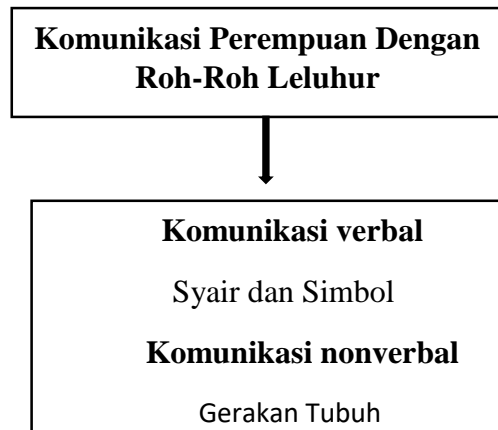 Komunikasi Perempuan Dengan
Roh-Roh Leluhur
Komunikasi verbal
Syair dan Simbol
Komunikasi nonverbal
Gerakan Tubuh